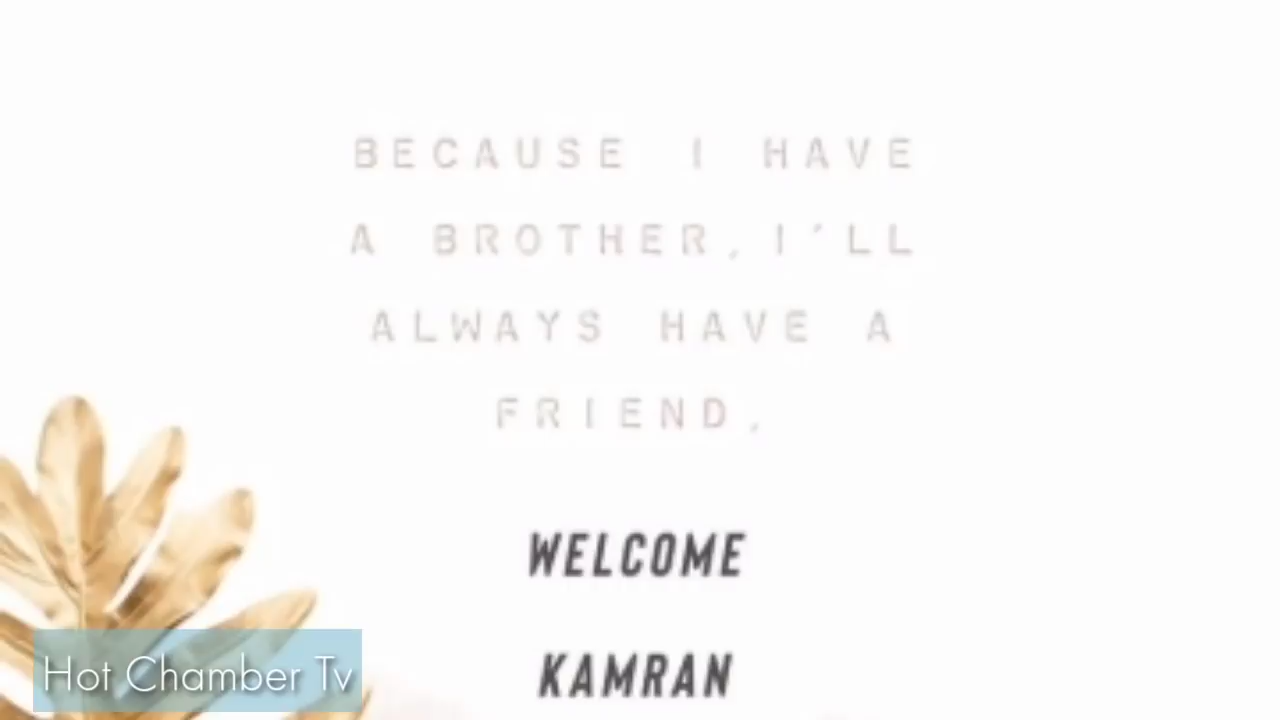 BECAUSE I HAVE
A BROTHER,I'LL
ALWAYS HAVE A
FRIEND.
WELCOME
KAMRAN
Hot Chamber Tv